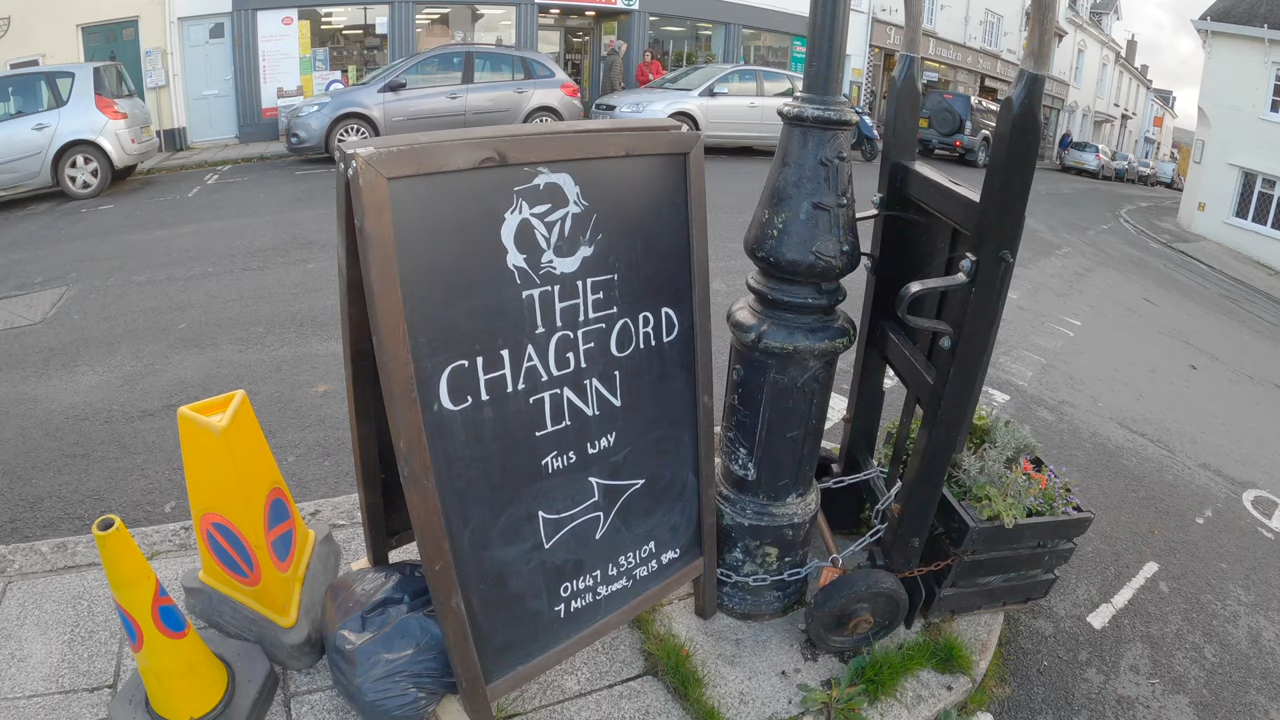 THE
CHAGFORD
INN
THIS WAY
01647 433109
7 Mill Street, TQ13 8AW